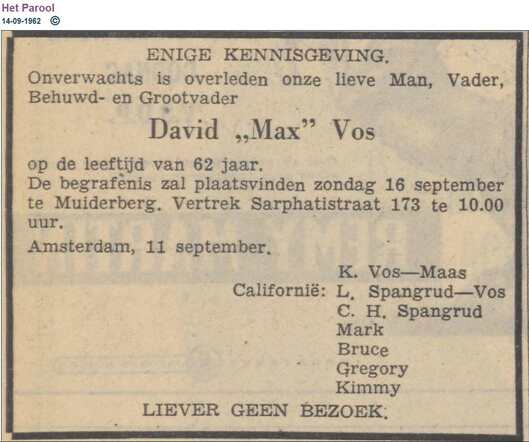 Het Parool
14-09-1962 ©
ENIGE KENNISGEVING.
Onverwachts is overleden onze lieve Man, Vader,
Behuwd- en Grootvader
David „Max” Vos
op de leeftijd van 62 jaar.
De begrafenis zal plaatsvinden zondag 16 september
te Muiderberg. Vertrek Sarphatistraat 173 te 10.00
uur.
Amsterdam, 11 september.
K. Vos—Maas
Californië: L. Spangrud—Vos
C. H. Spangrud
Mark
Bruce
Gregory
Kimmy
LIEVER GEEN BEZOEK.